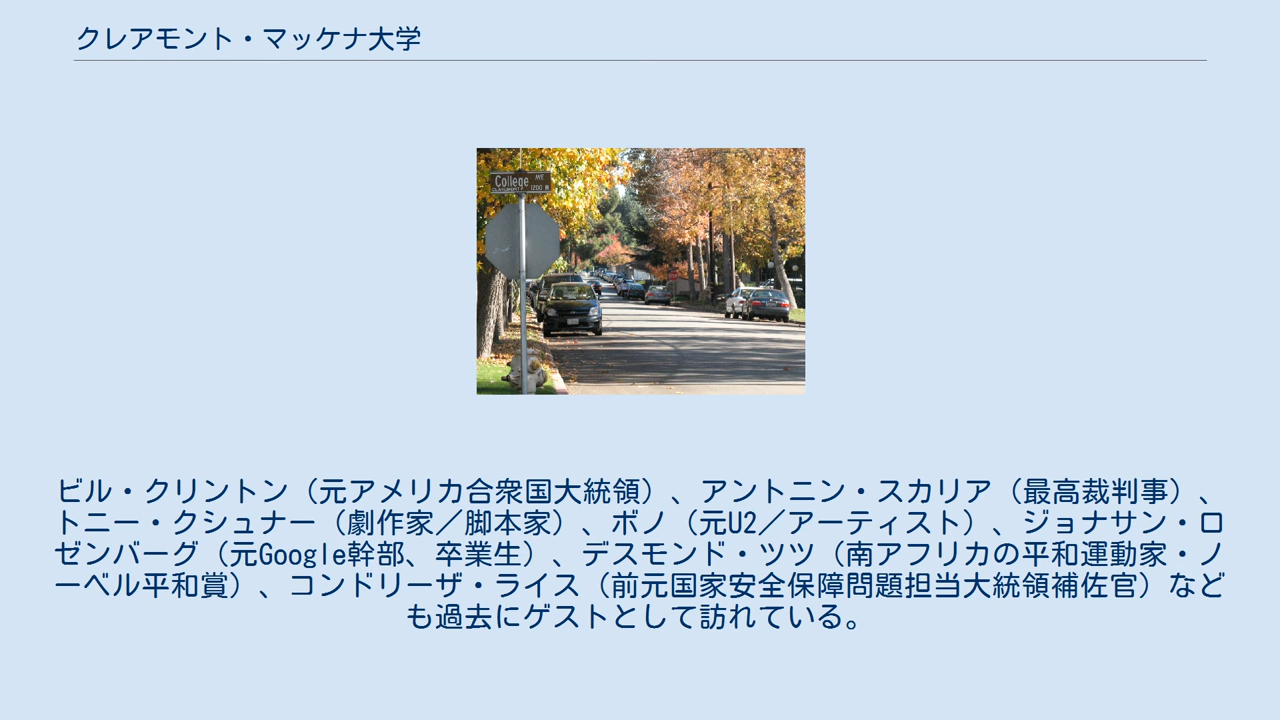 クレアモント・マッケナ大学
College AVE
CLAREMONT 1200 N
ビル・クリントン（元アメリカ合衆国大統領）、アントニン・スカリア（最高裁判事）、
トニー・クシュナー（劇作家／脚本家）、ボノ（元U2／アーティスト）、ジョナサン・ロ
ゼンバーグ（元Google幹部、卒業生）、デスモンド・ツツ（南アフリカの平和運動家・ノ
ーベル平和賞）、コンドリーザ・ライス（前元国家安全保障問題担当大統領補佐官）など
も過去にゲストとして訪れている。